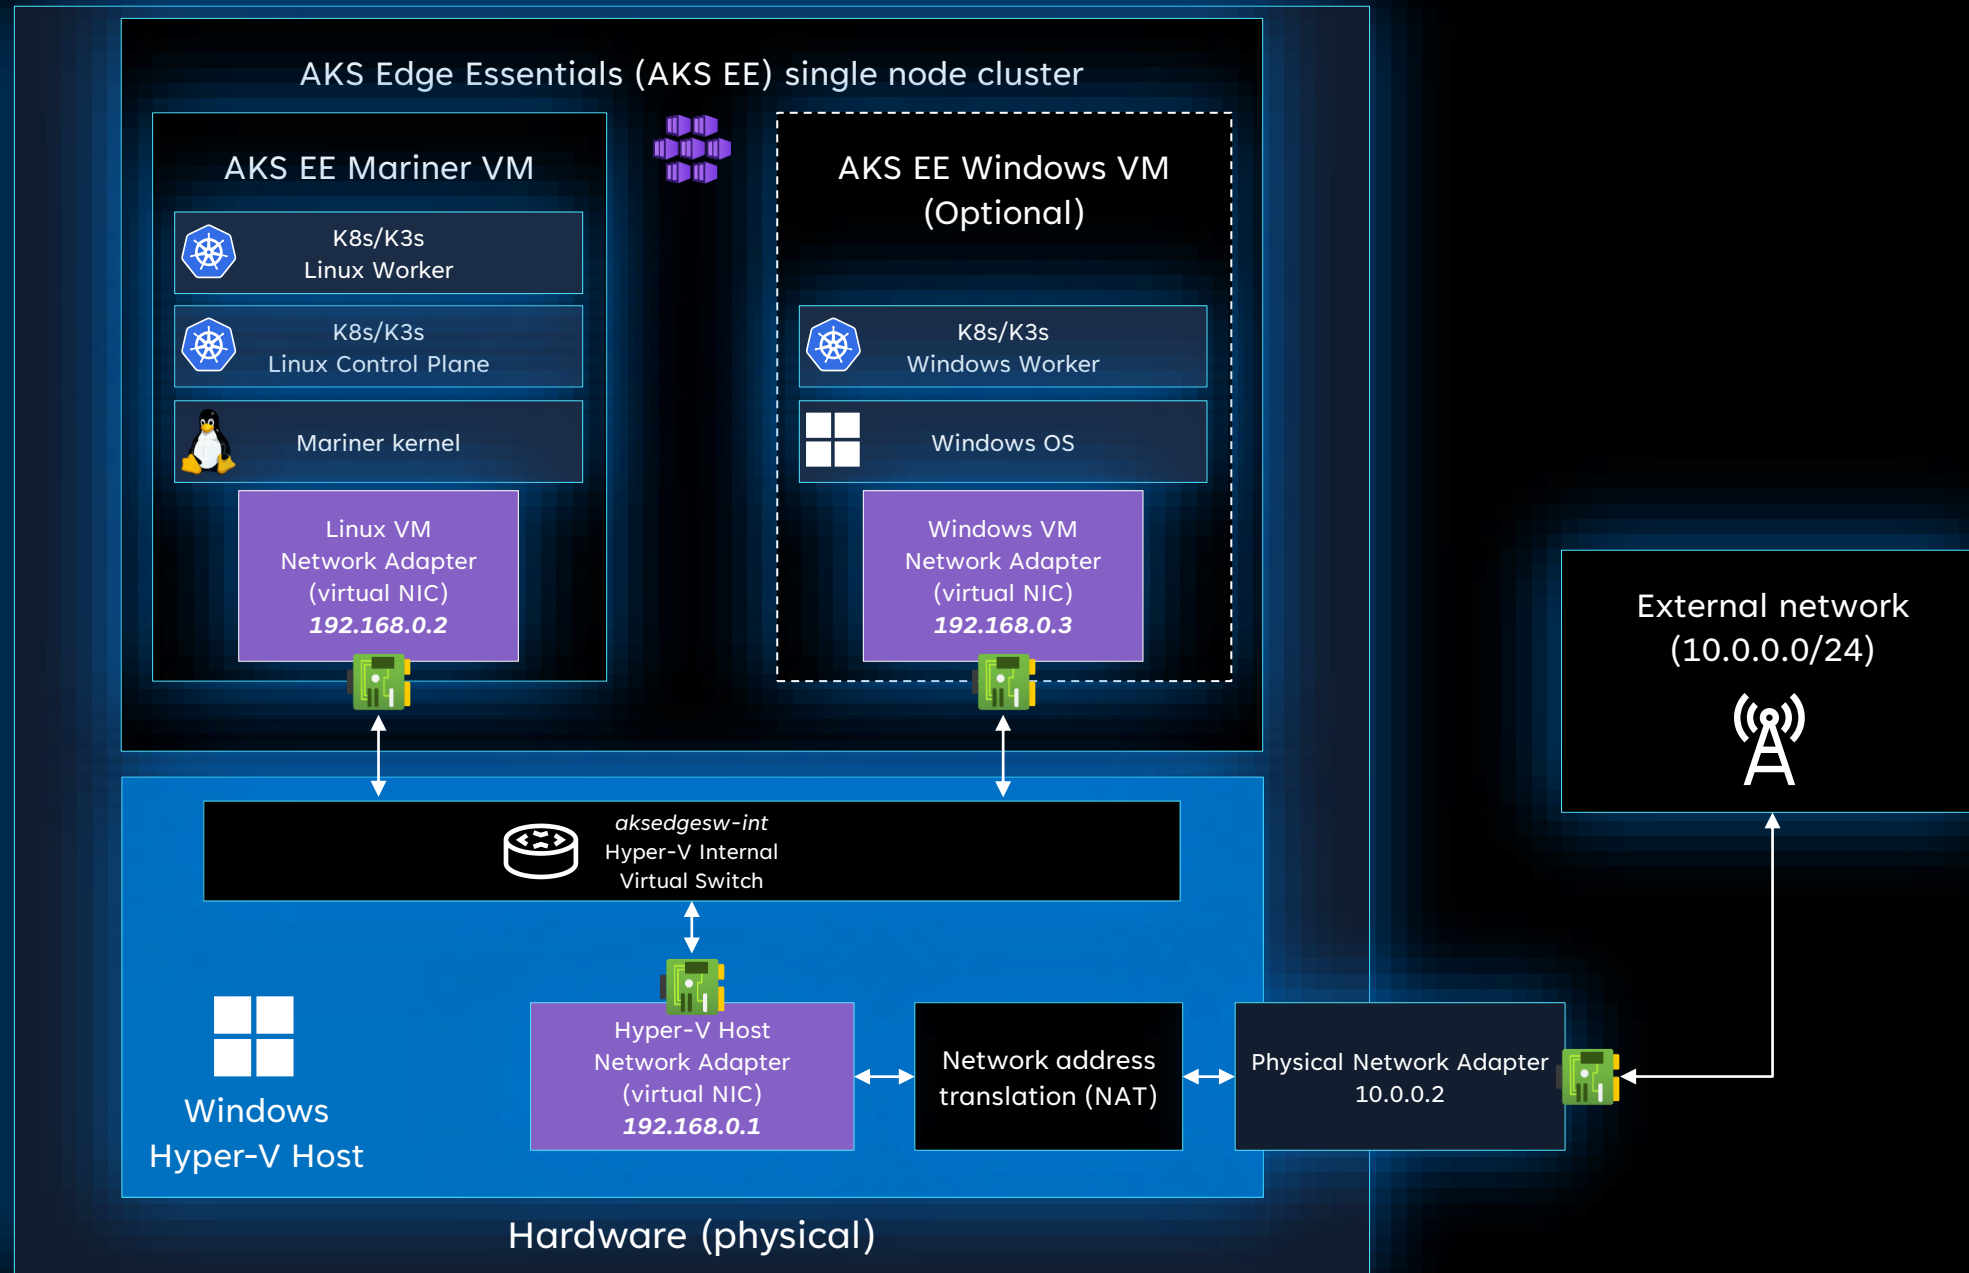 AKS Edge Essentials (AKS EE) single node cluster
AKS EE Mariner VM
K8s/K3s
Linux Worker
K8s/K3s
Linux Control Plane
Mariner kernel
Linux VM
Network Adapter
(virtual NIC)
192.168.0.2
AKS EE Windows VM
(Optional)
K8s/K3s
Windows Worker
Windows OS
Windows VM
Network Adapter
(virtual NIC)
192.168.0.3
External network
(10.0.0.0/24)
aksedgesw-int
Hyper-V Internal
Virtual Switch
Windows
Hyper-V Host
Hyper-V Host
Network Adapter
(virtual NIC)
192.168.0.1
Network address
translation (NAT)
Physical Network Adapter
10.0.0.2
Hardware (physical)